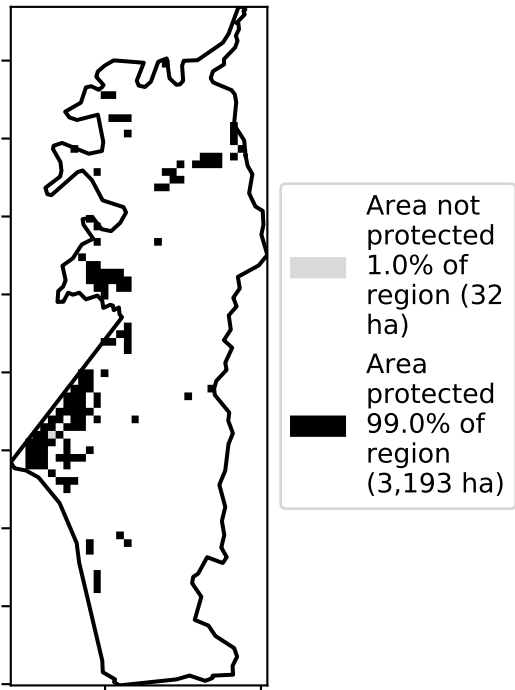 Area not
protected
1.0% of
region (32
ha)
Area
protected
99.0% of
region
(3,193 ha)